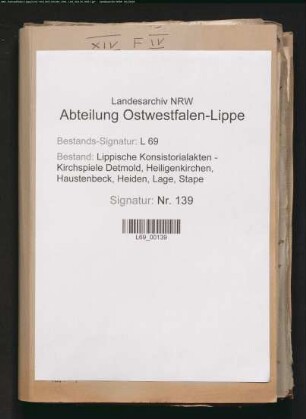 XIV F IV
Landesarchiv NRW
Abteilung Ostwestfalen-Lippe
Bestands-Signatur: L 69
Bestand: Lippische Konsistorialakten -
Kirchspiele Detmold, Heiligenkirchen,
Haustenbeck, Heiden, Lage, Stape
Signatur: Nr. 139
L69_00139